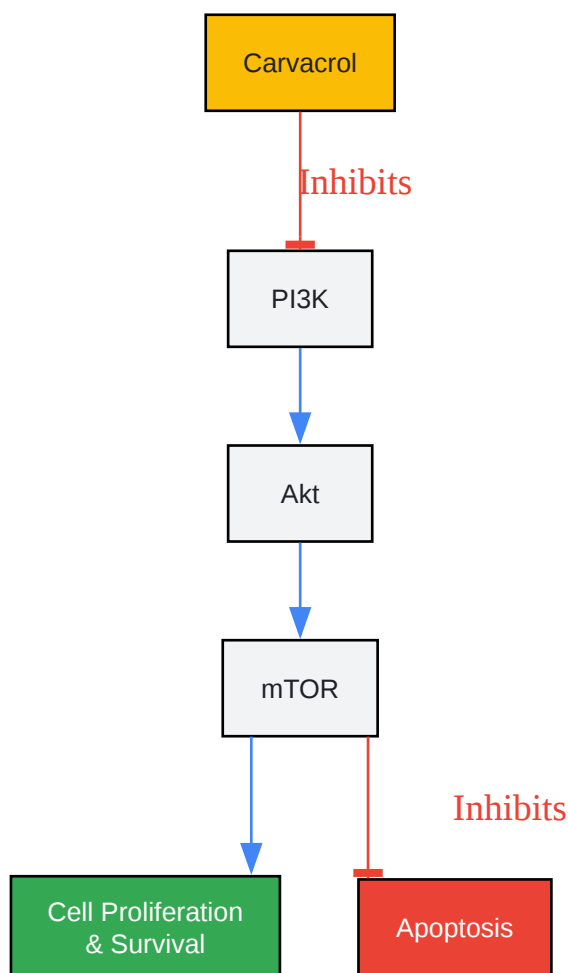 Carvacrol
Inhibits
PI3K
Akt
mTOR
Inhibits
Cell Proliferation
& Survival
Apoptosis